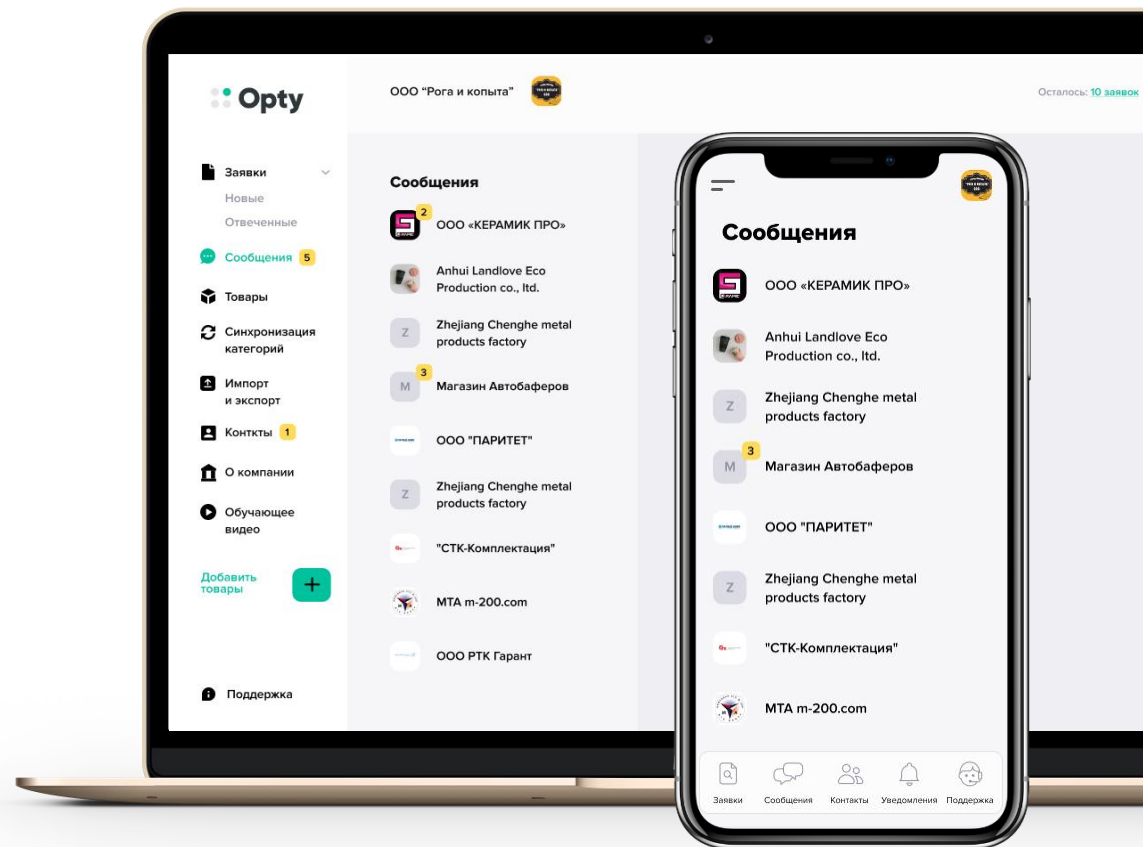 Opty
ООО “Рога и копыта”
Осталось: 10 заявок
Заявки
Новые
Отвеченные
Сообщения 5
Товары
Синхронизация
категорий
Импорт
и экспорт
Конткты 1
О компании
Обучающее
видео
Добавить
товары
Поддержка
Сообщения
2
ООО «КЕРАМИК ПРО»
Anhui Landlove Eco
Production co., ltd.
Z
Zhejiang Chenghe metal
products factory
3
М
Магазин Автобаферов
ООО "ПАРИТЕТ"
Z
Zhejiang Chenghe metal
products factory
"СТК-Комплектация"
МТА m-200.com
ООО РТК Гарант
Сообщения
ООО «КЕРАМИК ПРО»
Anhui Landlove Eco
Production co., ltd.
Z
Zhejiang Chenghe metal
products factory
3
М
Магазин Автобаферов
ООО "ПАРИТЕТ"
Z
Zhejiang Chenghe metal
products factory
"СТК-Комплектация"
МТА m-200.com
Заявки
Сообщения
Контакты
Уведомления
Поддержка